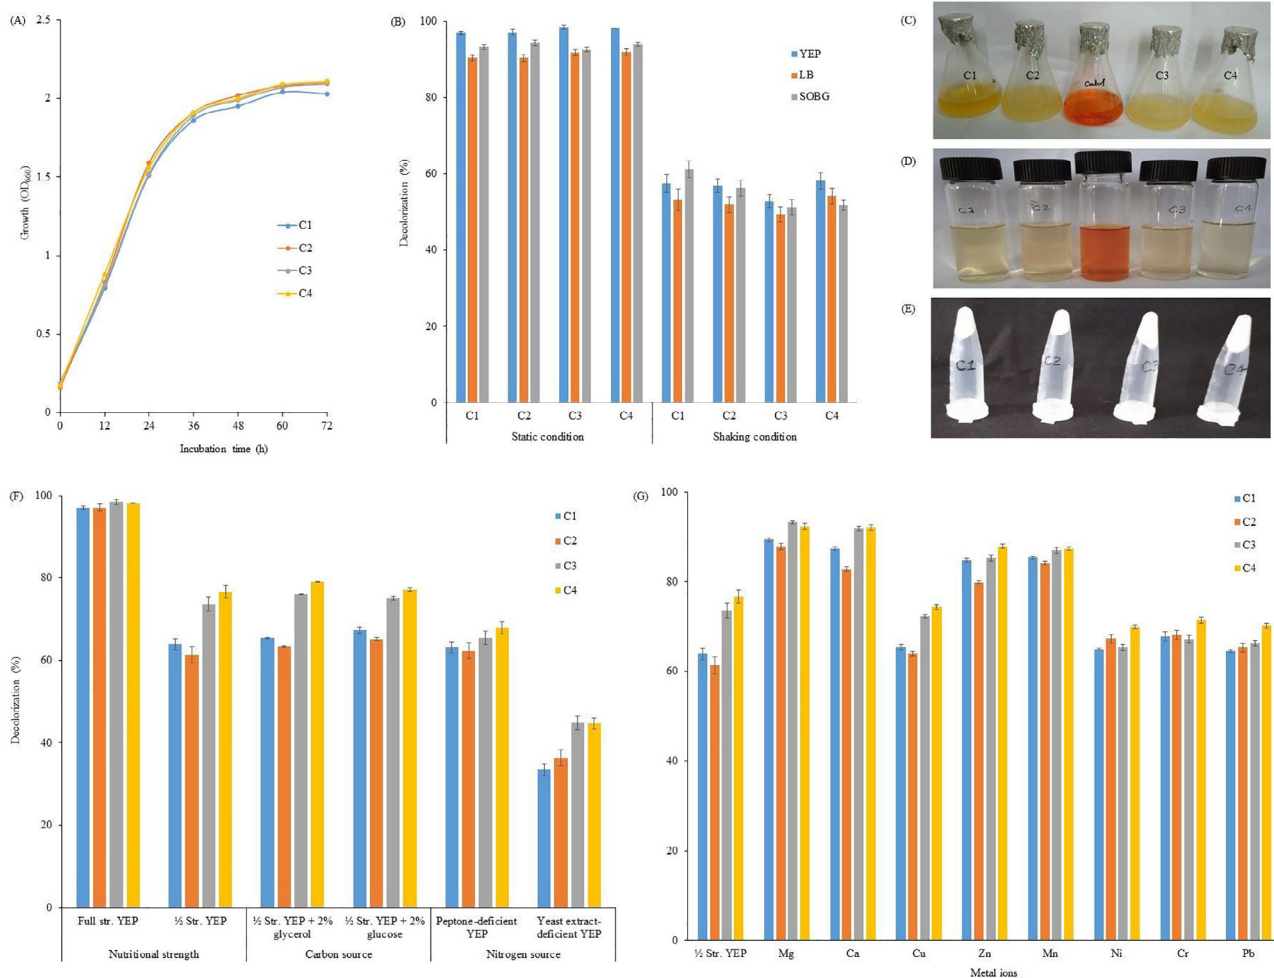 (A)
2.5
2
1.5
1
0.5
0
Growth (OD660)
0 12 24 36 48 60 72
Incubation time (h)
C1
C2
C3
C4
(B)
100
80
60
40
20
0
Decolorization (%)
YEP
LB
SOBG
C1 C2 C3 C4 C1 C2 C3 C4
Static condition Shaking condition
(C)
C1 C2 Control C3 C4
(D)
C2 C3 C4
(E)
C1 C2 C3 C4
(F)
100
80
60
40
20
0
Decolorization (%)
C1
C2
C3
C4
Full str. YEP ½ Str. YEP ½ Str. YEP + 2% ½ Str. YEP + 2% Peptone-deficient Yeast extract-
glycerol glucose YEP deficient YEP
Nutritional strength Carbon source Nitrogen source
(G)
100
80
60
40
20
0
C1
C2
C3
C4
½ Str. YEP Mg Ca Cu Zn Mn Ni Cr Pb
Metal ions